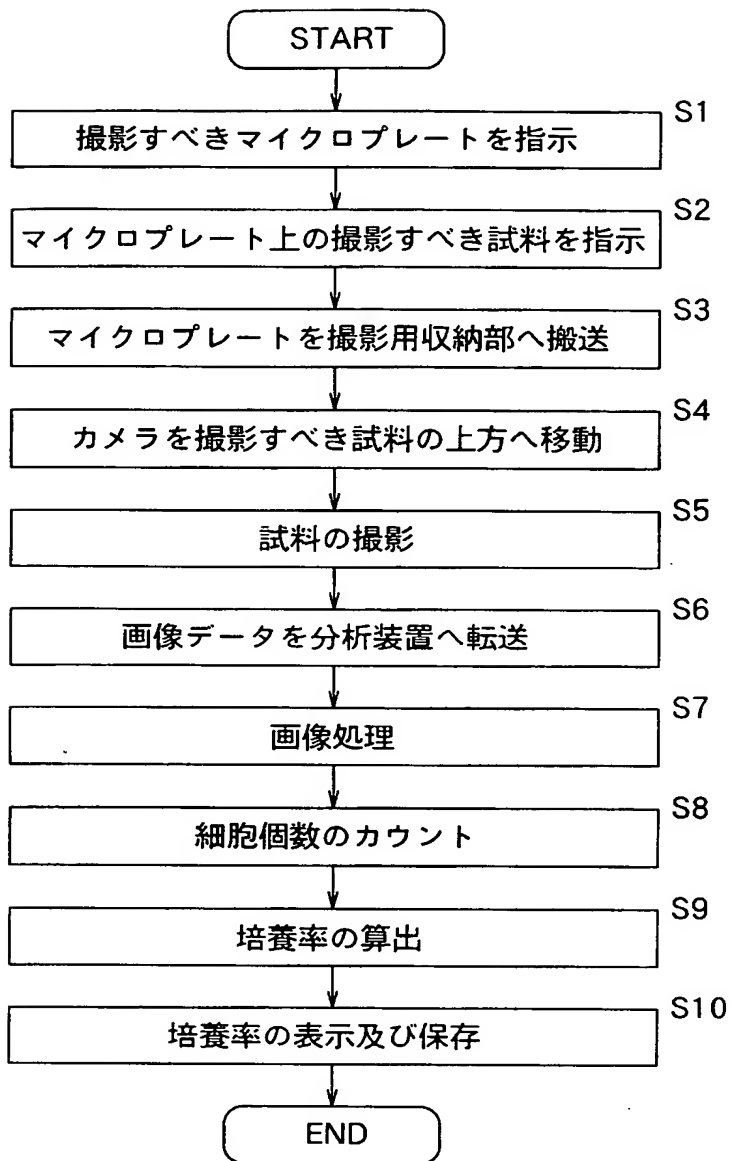 START
S1
撮影すべきマイクロプレートを指示
S2
マイクロプレート上の撮影すべき試料を指示
S3
マイクロプレートを撮影用収納部へ搬送
S4
カメラを撮影すべき試料の上方へ移動
S5
試料の撮影
S6
画像データを分析装置へ転送
S7
画像処理
S8
細胞個数のカウント
S9
培養率の算出
S10
培養率の表示及び保存
END